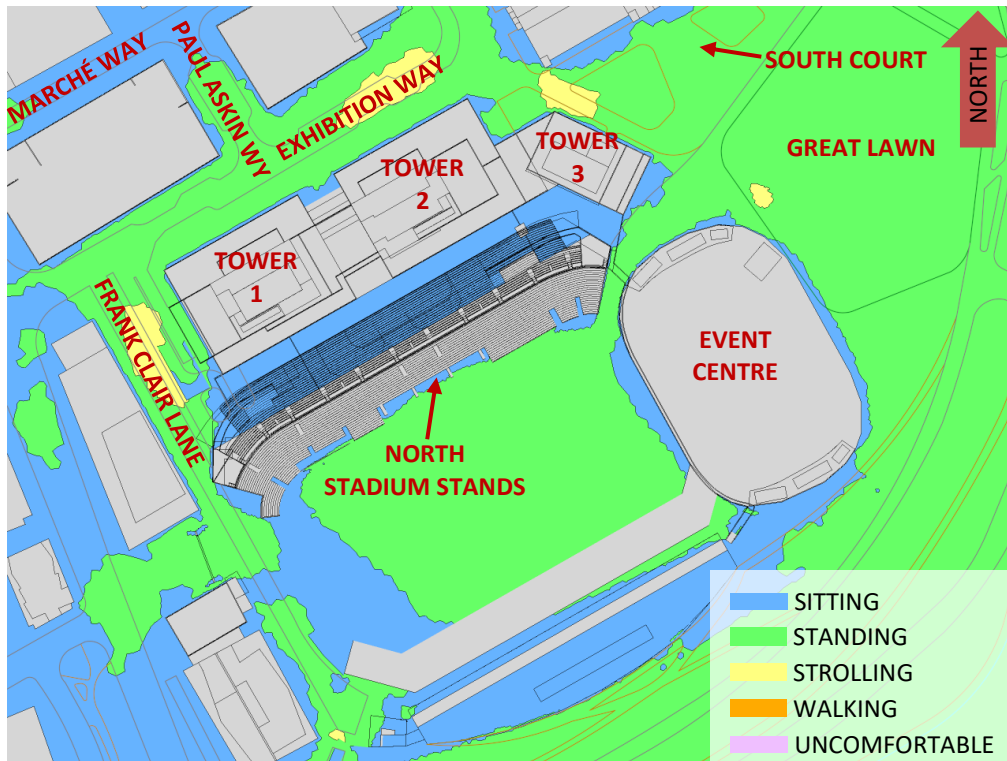 MARCHÉ WAY
PAUL ASKIN WY
EXHIBITION WAY
SOUTH COURT
NORTH
GREAT LAWN
TOWER
3
TOWER
2
TOWER
1
FRANK CLAIR LANE
EVENT
CENTRE
NORTH
STADIUM STANDS
SITTING
STANDING
STROLLING
WALKING
UNCOMFORTABLE